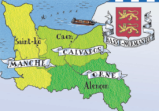 BASSE-NORMANDIE
Saint-Lô
Caen
CALVADOS
MANCHE
ORNE
Alençon